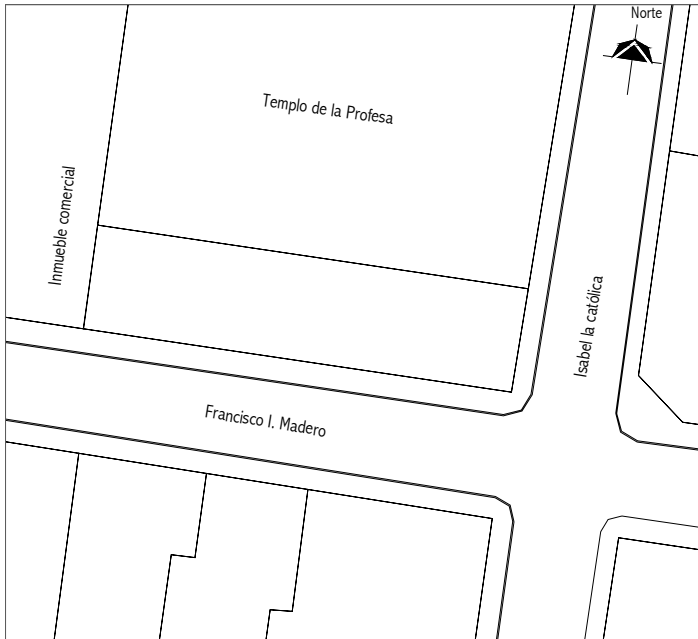 Norte
Templo de la Profesa
Inmueble comercial
Isabel la católica
Francisco I. Madero